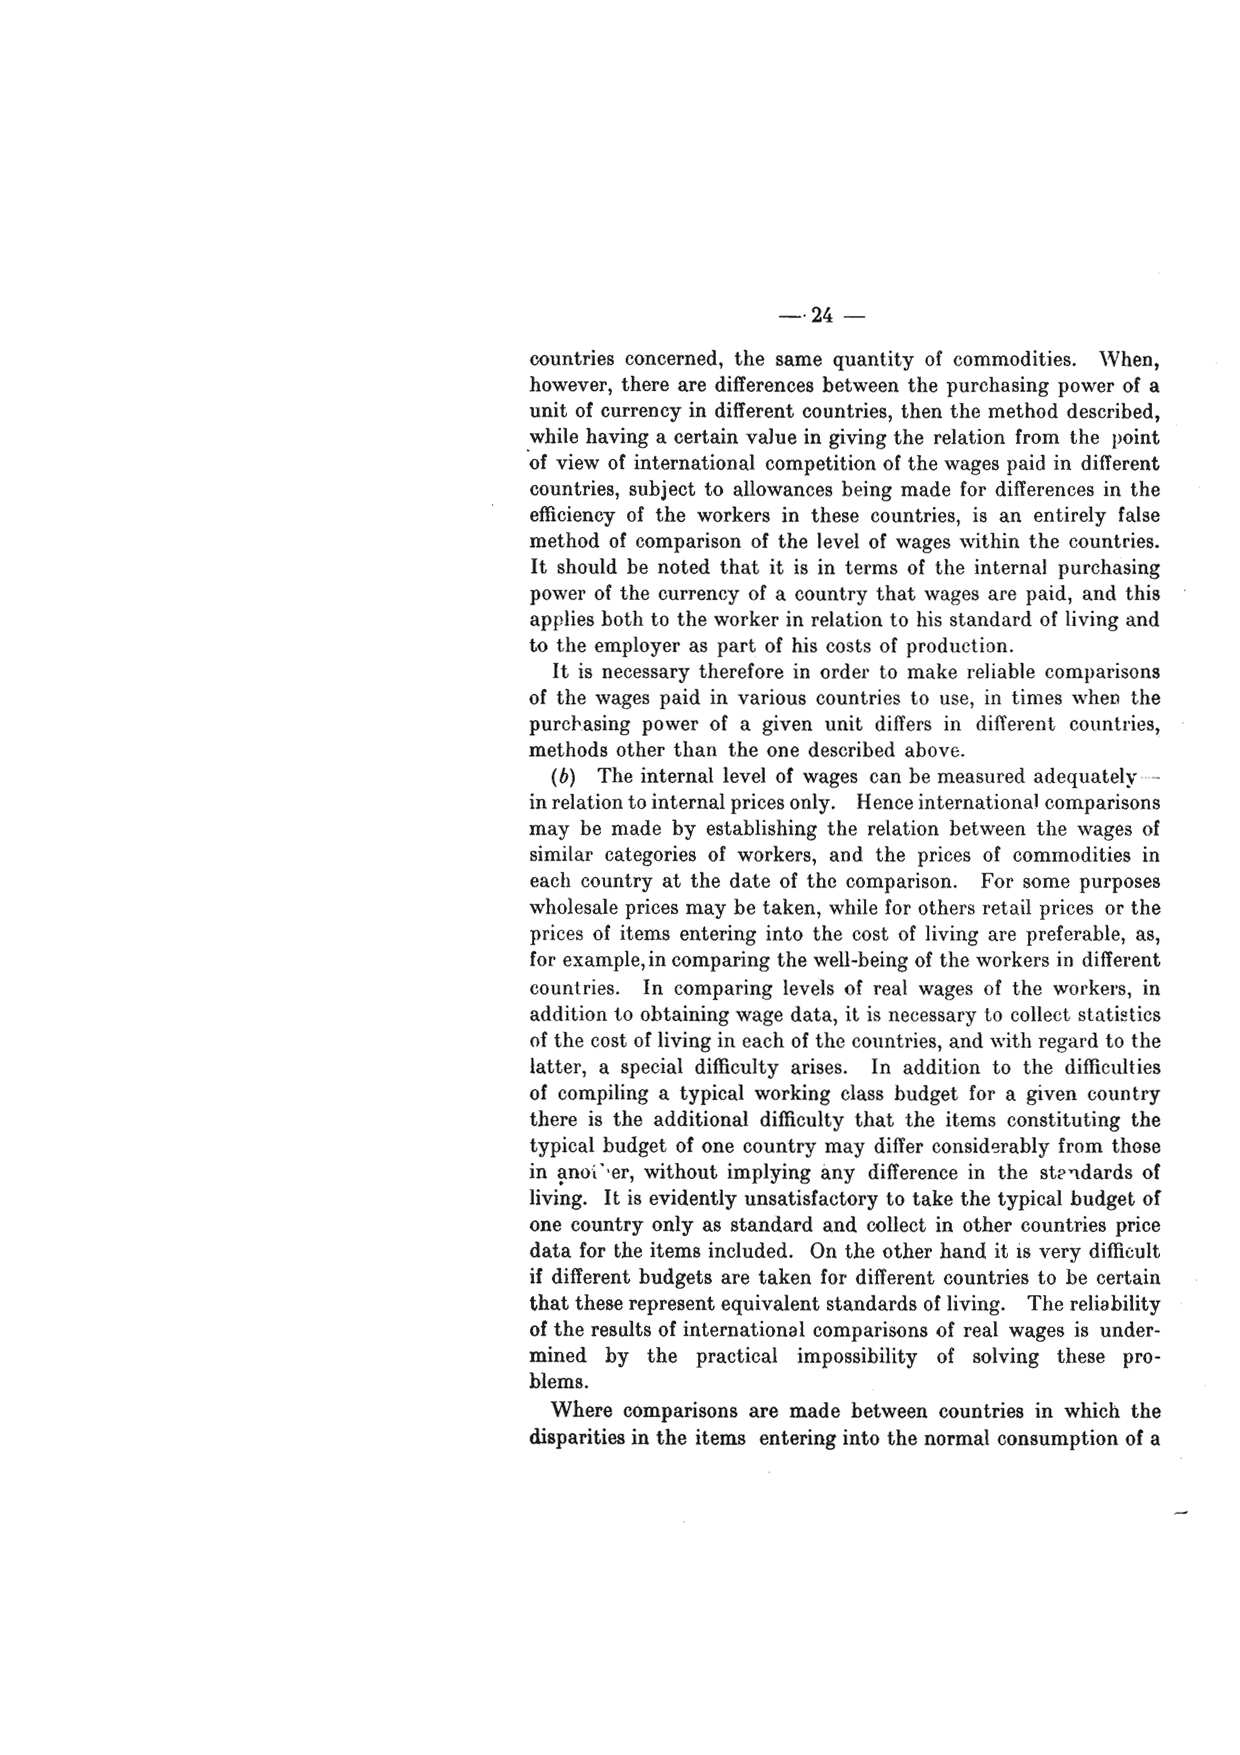 — 24 —
countries concerned, the same quantity of commodities. When,
however, there are differences between the purchasing power of a
unit of currency in different countries, then the method described,
while having a certain value in giving the relation from the point
of view of international competition of the wages paid in different
countries, subject to allowances being made for differences in the
efficiency of the workers in these countries, is an entirely false
method of comparison of the level of wages within the countries.
It should be noted that it is in terms of the internal purchasing
power of the currency of a country that wages are paid, and this
applies both to the worker in relation to his standard of living and
to the employer as part of his costs of production.
It is necessary therefore in order to make reliable comparisons
of the wages paid in various countries to use, in times when the
purchasing power of a given unit differs in different countries,
methods other than the one described above.
(b) The internal level of wages can be measured adequately
in relation to internal prices only. Hence international comparisons
may be made by establishing the relation between the wages of
similar categories of workers, and the prices of commodities in
each country at the date of the comparison. For some purposes
wholesale prices may be taken, while for others retail prices or the
prices of items entering into the cost of living are preferable, as,
for example, in comparing the well-being of the workers in different
countries. In comparing levels of real wages of the workers, in
addition to obtaining wage data, it is necessary to collect statistics
of the cost of living in each of the countries, and with regard to the
latter, a special difficulty arises. In addition to the difficulties
of compiling a typical working class budget for a given country
there is the additional difficulty that the items constituting the
typical budget of one country may differ considerably from those
in another, without implying any difference in the standards of
living. It is evidently unsatisfactory to take the typical budget of
one country only as standard and collect in other countries price
data for the items included. On the other hand it is very difficult
if different budgets are taken for different countries to be certain
that these represent equivalent standards of living. The reliability
of the results of international comparisons of real wages is under-
mined by the practical impossibility of solving these pro-
blems.
Where comparisons are made between countries in which the
disparities in the items entering into the normal consumption of a